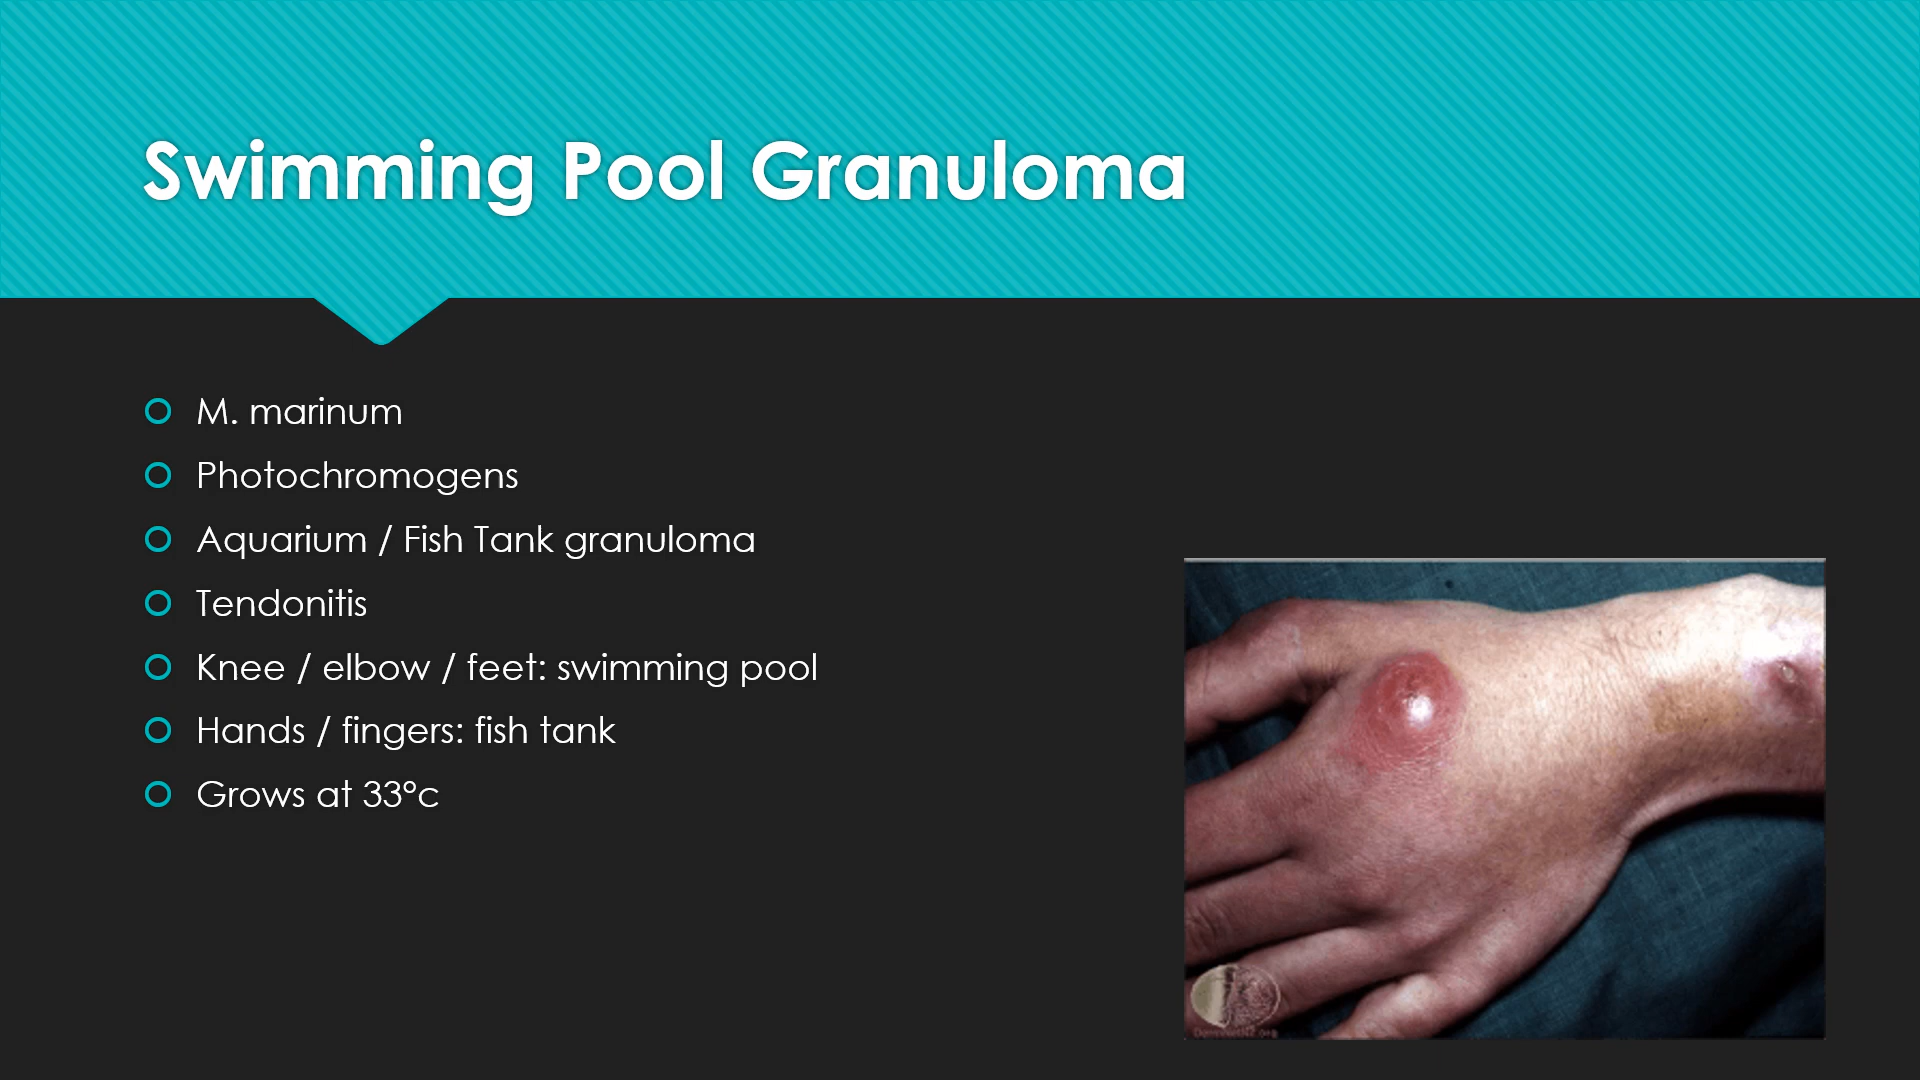 Swimming Pool Granuloma
M. marinum
Photochromogens
Aquarium / Fish Tank granuloma
Tendonitis
Knee / elbow / feet: swimming pool
Hands / fingers: fish tank
Grows at 33°c